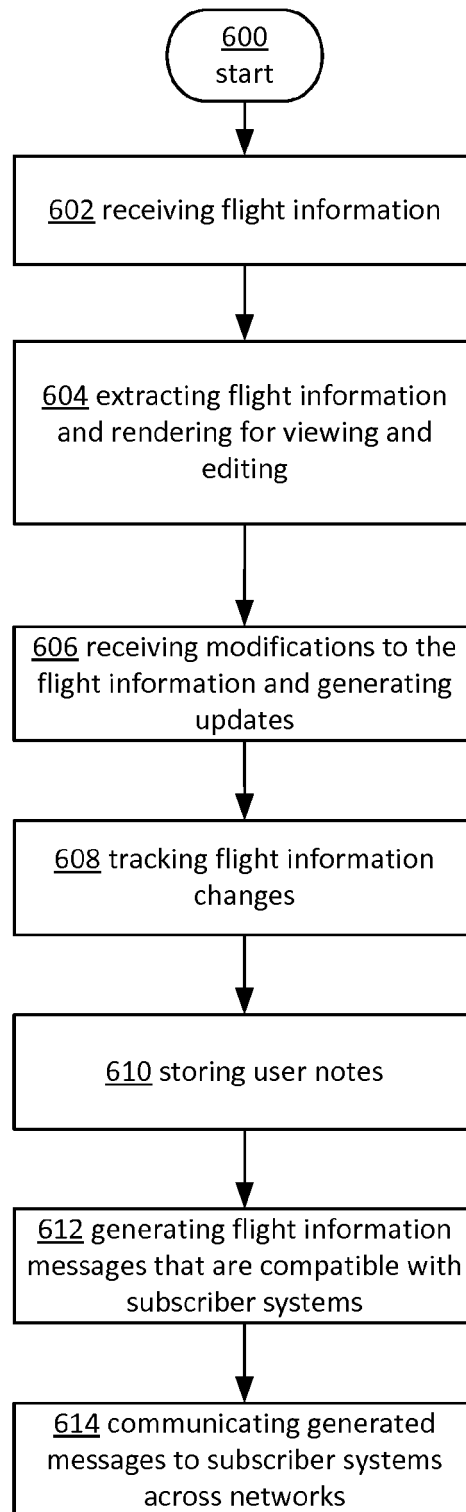 600
start
602 receiving flight information
604 extracting flight information
and rendering for viewing and
editing
606 receiving modifications to the
flight information and generating
updates
608 tracking flight information
changes
610 storing user notes
612 generating flight information
messages that are compatible with
subscriber systems
614 communicating generated
messages to subscriber systems
across networks